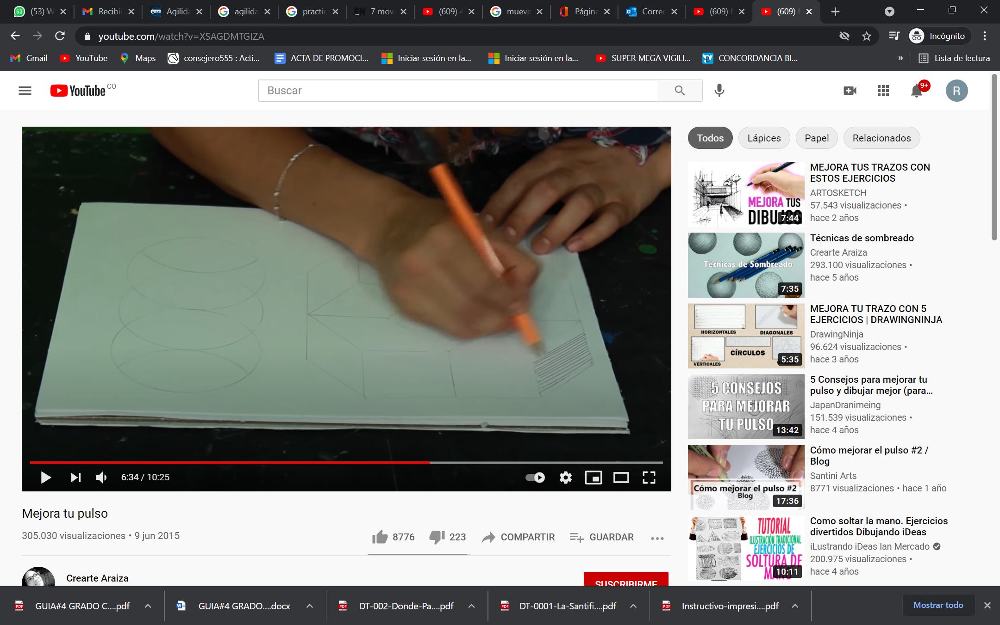 (53) W
Recibi
Agilida
agilida
practic
7 mov
(609) 4
mueva
Página
Correo
(609) M
(609) M
youtube.com/watch?v=XSAGDMTGIZA
Incógnito
Gmail
YouTube
Maps
consejero555 : Acti...
ACTA DE PROMOCI...
Iniciar sesión en la...
Iniciar sesión en la...
SUPER MEGA VIGILI...
CONCORDANCIA BI...
»
Lista de lectura
YouTube CO
Buscar
9+
R
Todos
Lápices
Papel
Relacionados
MEJORA TUS DIBUJOS
7:44
MEJORA TUS TRAZOS CON
ESTOS EJERCICIOS
ARTOSKETCH
57.543 visualizaciones •
hace 2 años
Técnicas de Sombreado
7:35
Técnicas de sombreado
Crearte Araiza
293.100 visualizaciones •
hace 5 años
HORIZONTALES
DIAGONALES
CÍRCULOS
VERTICALES
5:35
MEJORA TU TRAZO CON 5
EJERCICIOS | DRAWINGNINJA
DrawingNinja
96.624 visualizaciones •
hace 3 años
5 CONSEJOS
PARA MEJORAR
TU PULSO
13:42
5 Consejos para mejorar tu
pulso y dibujar mejor (para...
JapanDranimeing
151.539 visualizaciones •
hace 4 años
Cómo mejorar el pulso #2
Blog
17:36
Cómo mejorar el pulso #2 /
Blog
Santini Arts
8771 visualizaciones • hace 1 año
TUTORIAL
ILUSTRACIÓN TRADICIONAL
EJERCICIOS DE
SOLTURA DE
MANO
10:11
Como soltar la mano. Ejercicios
divertidos Dibujando iDeas
iLustrando iDeas Ian Mercado
200.975 visualizaciones •
hace 4 años
6:34 / 10:25
Mejora tu pulso
305.030 visualizaciones • 9 jun 2015
8776
223
COMPARTIR
GUARDAR
Crearte Araiza
SUSCRIBIRME
GUIA#4 GRADO C....pdf
GUIA#4 GRADO....docx
DT-002-Donde-Pa....pdf
DT-0001-La-Santifi....pdf
Instructivo-impresi....pdf
Mostrar todo